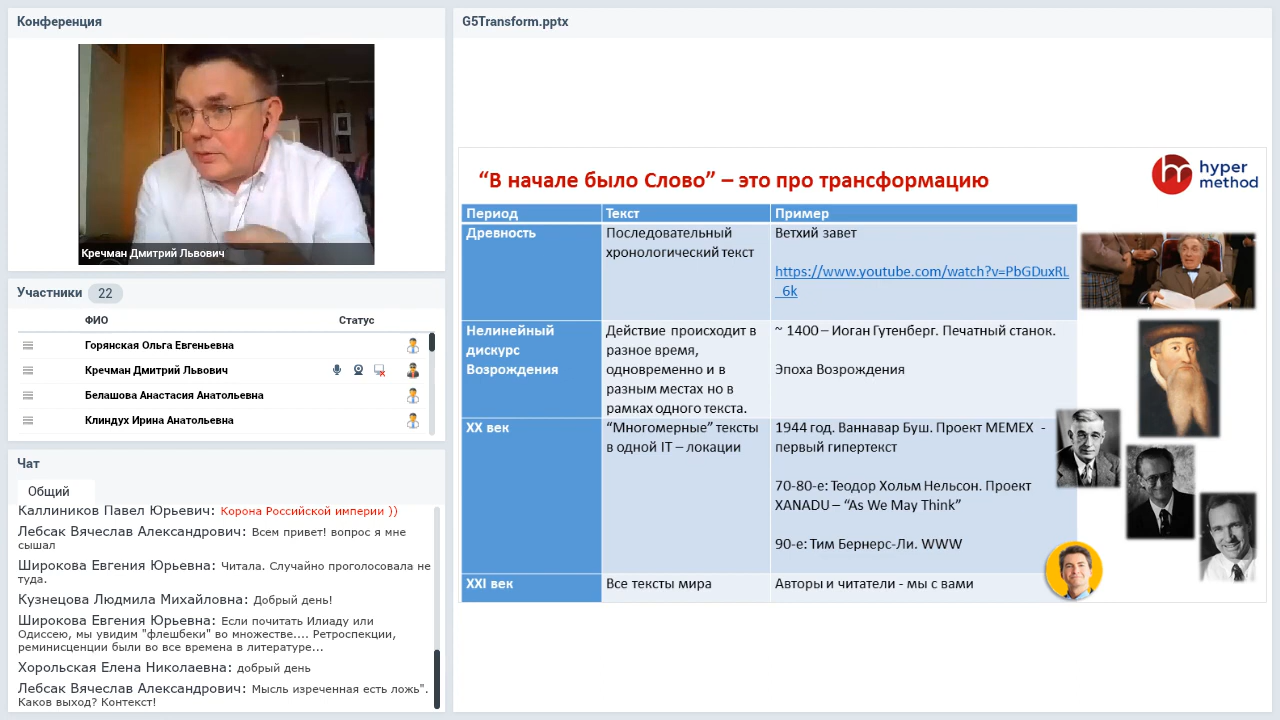 Конференция
Кречман Дмитрий Львович
Участники 22
ФИО Статус
Горянская Ольга Евгеньевна
Кречман Дмитрий Львович
Белашова Анастасия Анатольевна
Клиндух Ирина Анатольевна
Чат
Общий
Каллиников Павел Юрьевич: Корона Российской империи ))
Лебсак Вячеслав Александрович: Всем привет! вопрос я мне
сышал
Широкова Евгения Юрьевна: Читала. Случайно проголосовала не
туда.
Кузнецова Людмила Михайловна: Добрый день!
Широкова Евгения Юрьевна: Если почитать Илиаду или
Одиссею, мы увидим "флешбеки" во множестве.... Ретроспекции,
реминисценции были во все времена в литературе...
Хорольская Елена Николаевна: добрый день
Лебсак Вячеслав Александрович: Мысль изреченная есть ложь".
Каков выход? Контекст!
G5Transform.pptx
“В начале было Слово” – это про трансформацию
hyper
method
Период Текст Пример
Древность
Последовательный
хронологический текст
Ветхий завет
https://www.youtube.com/watch?v=PbGDuxRL
_6k
Нелинейный
дискурс
Возрождения
Действие происходит в
разное время,
одновременно и в
разным местах но в
рамках одного текста.
~ 1400 – Иоган Гутенберг. Печатный станок.
Эпоха Возрождения
XX век
“Многомерные” тексты
в одной IT – локации
1944 год. Ваннавар Буш. Проект MEMEX -
первый гипертекст
70-80-е: Теодор Хольм Нельсон. Проект
XANADU – “As We May Think”
90-е: Тим Бернерс-Ли. WWW
XXI век
Все тексты мира
Авторы и читатели - мы с вами